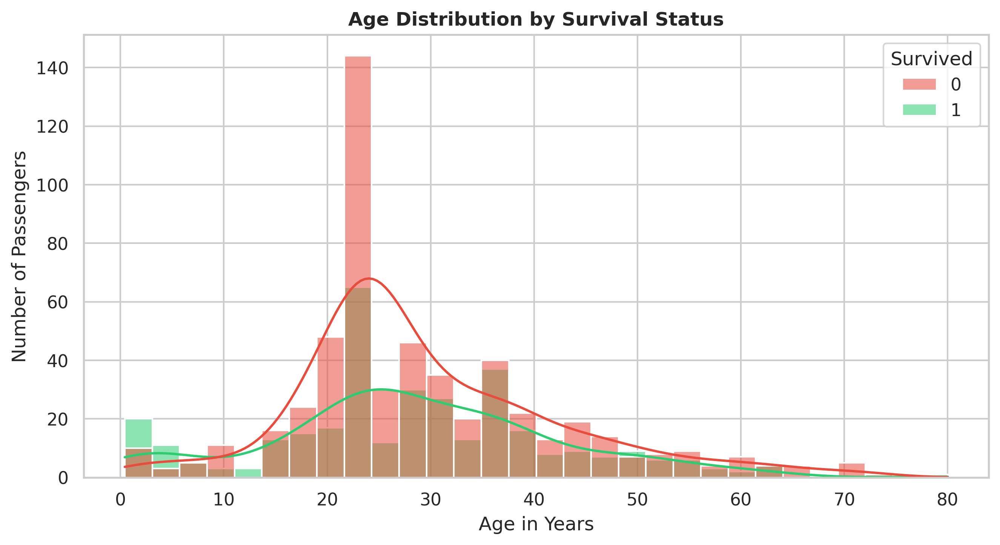 Age Distribution by Survival Status
Survived
0
1
Number of Passengers
140
120
100
80
60
40
20
0
0 10 20 30 40 50 60 70 80
Age in Years